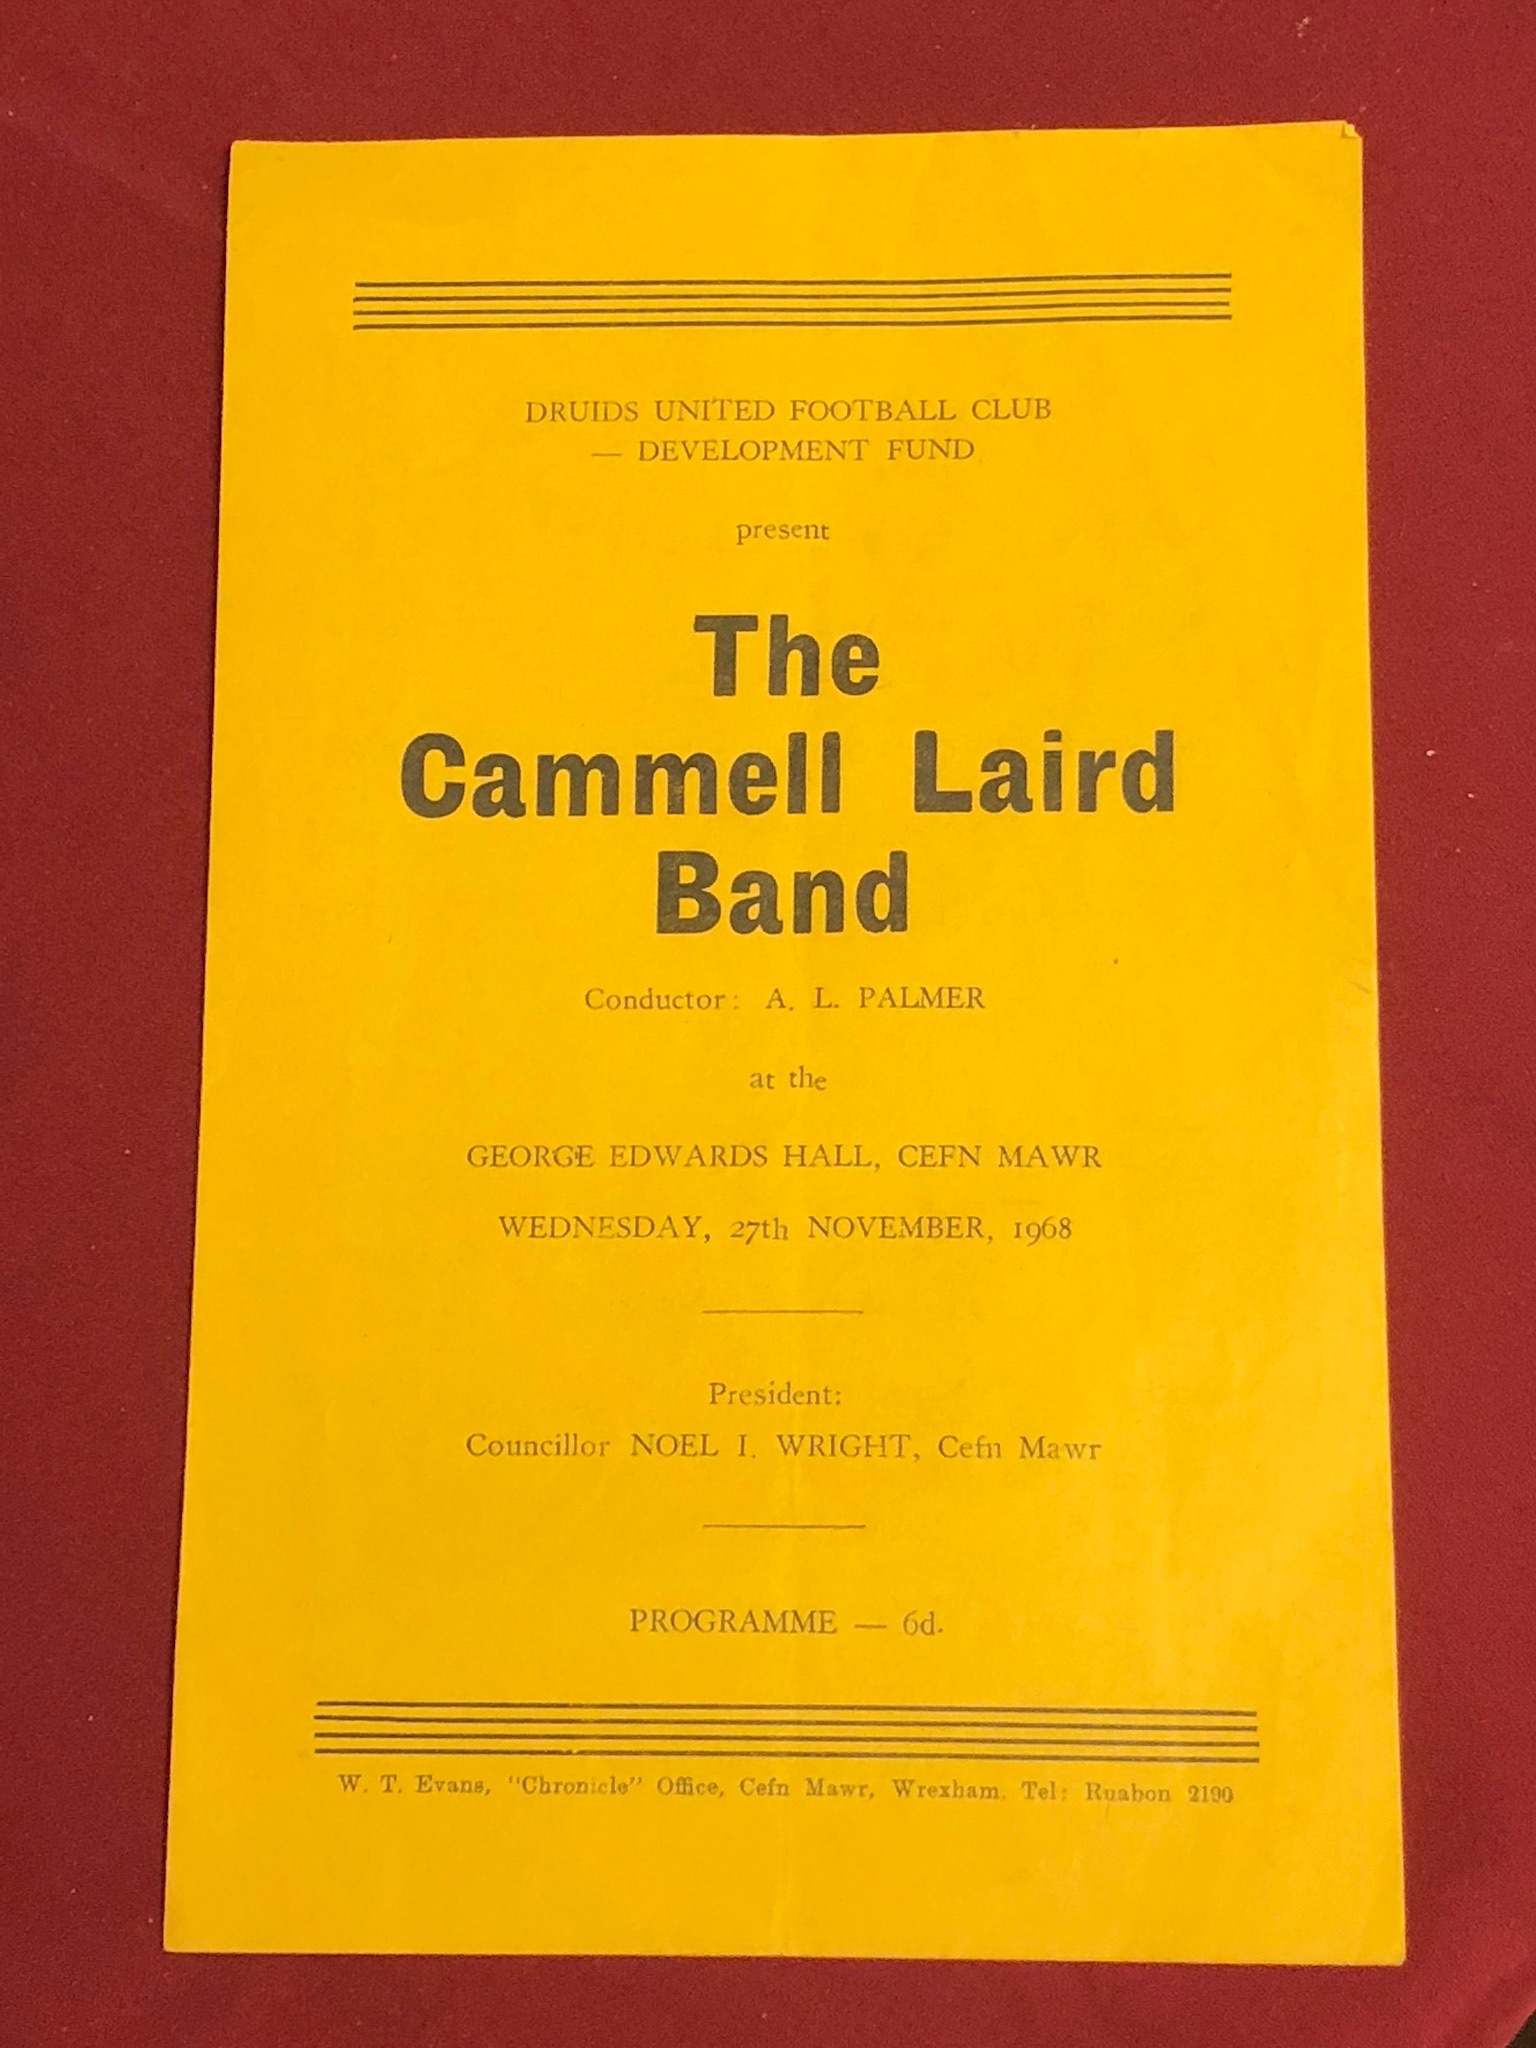 DRUIDS UNITED FOOTBALL CLUB
— DEVELOPMENT FUND
present
The
Cammell Laird
Band
Conductor: A. L. PALMER
at the
GEORGE EDWARDS HALL, CEFN MAWR
WEDNESDAY, 27th NOVEMBER, 1968
President:
Councillor NOEL I. WRIGHT, Cefn Mawr
PROGRAMME — 6d.
W. T. Evans, "Chronicle" Office, Cefn Mawr, Wrexham. Tel: Ruabon 2190